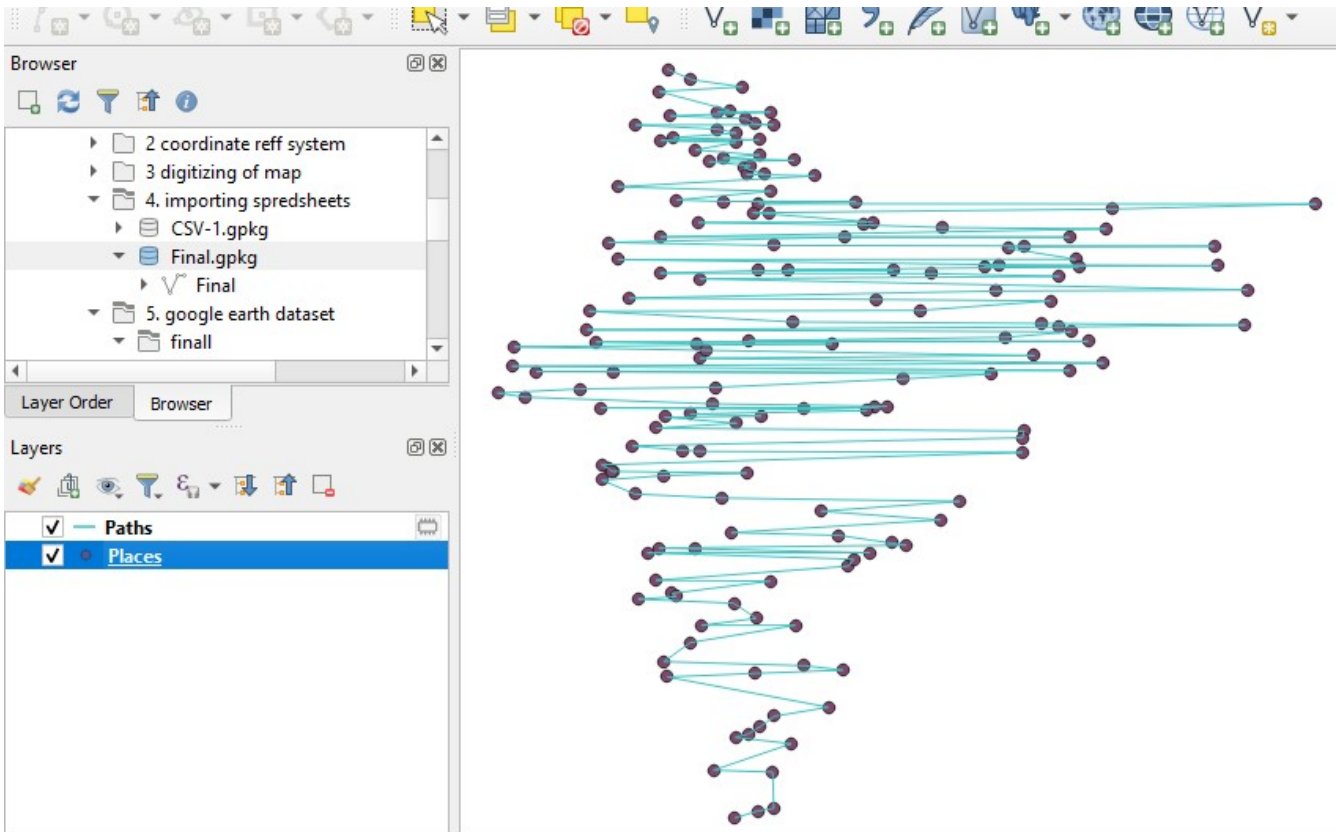 Browser
2 coordinate reff system
3 digitizing of map
4. importing spredsheets
CSV-1.gpkg
Final.gpkg
Final
5. google earth dataset
finall
Layer Order
Browser
Layers
Paths
Places